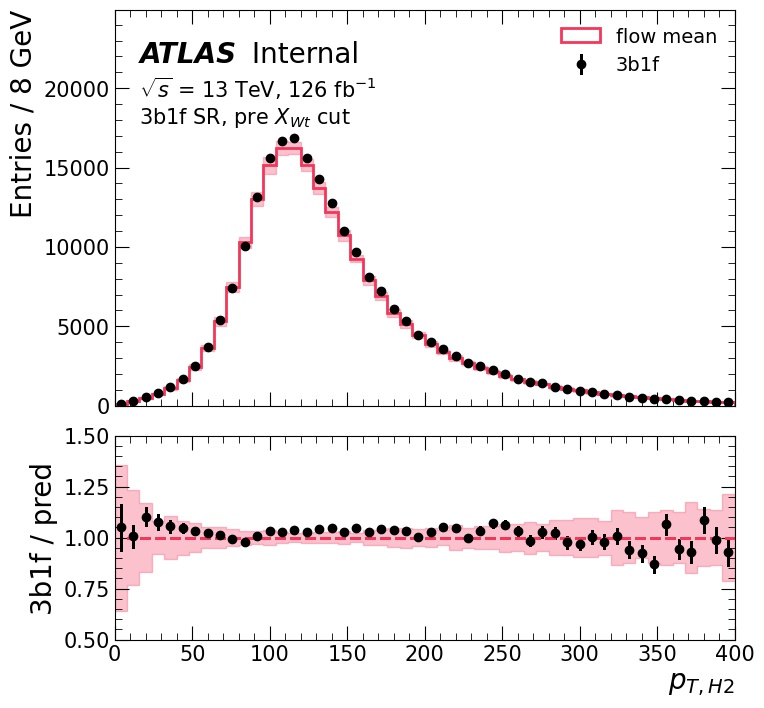 Entries / 8 GeV
ATLAS Internal
√s = 13 TeV, 126 fb⁻¹
3b1f SR, pre X_Wt cut
flow mean
3b1f
20000
15000
10000
5000
0
3b1f / pred
1.50
1.25
1.00
0.75
0.50
0 50 100 150 200 250 300 350 400
p_T, H2